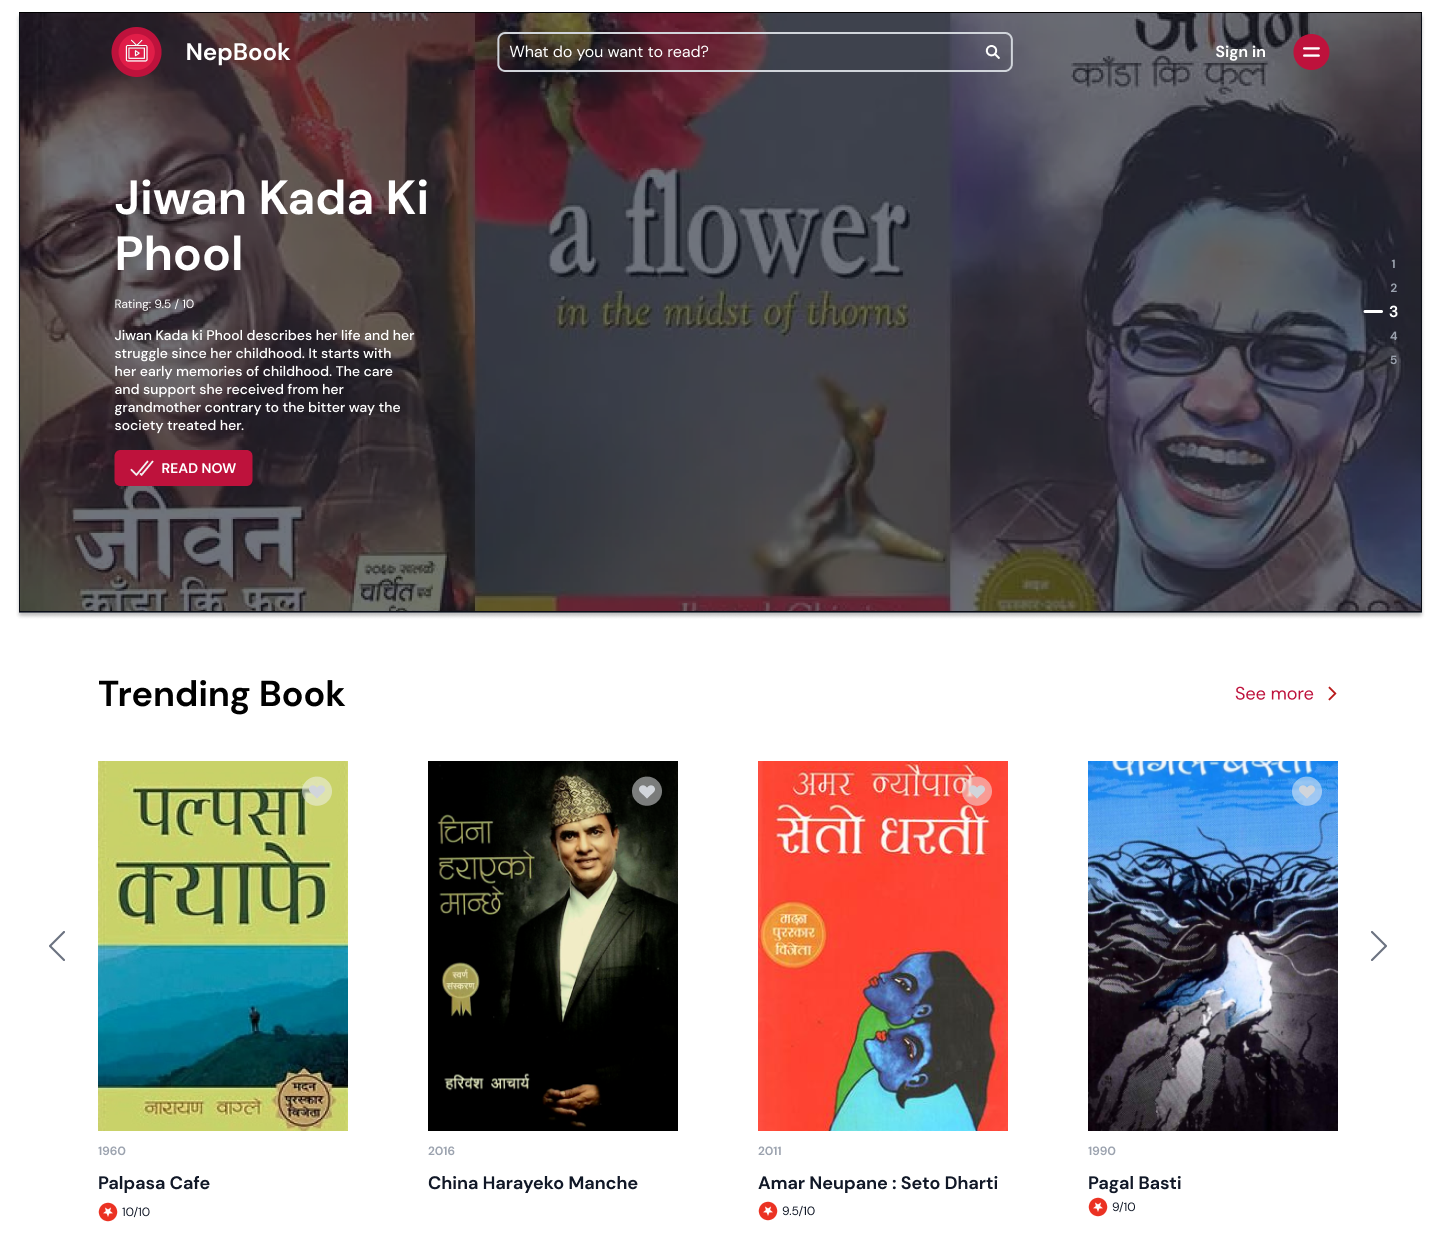 NepBook
What do you want to read?
Sign in
काँडा कि फूल
Jiwan Kada Ki
Phool
Rating: 9.5 / 10
Jiwan Kada ki Phool describes her life and her
struggle since her childhood. It starts with
her early memories of childhood. The care
and support she received from her
grandmother contrary to the bitter way the
society treated her.
READ NOW
a flower
in the midst of thorns
1
2
3
4
5
जीवन
काँडा कि फूल
चर्चित एवं
Trending Book
See more
पल्पसा
क्याफे
मदन
पुरस्कार
विजेता
नारायण वाग्ले
1960
Palpasa Cafe
10/10
चिना
हराएको
मान्छे
स्वर्ण
संस्करण
हरिवंश आचार्य
2016
China Harayeko Manche
अमर न्यौपाने
सेतो धरती
मदन
पुरस्कार
विजेता
2011
Amar Neupane : Seto Dharti
9.5/10
पागल-बस्ती
1990
Pagal Basti
9/10